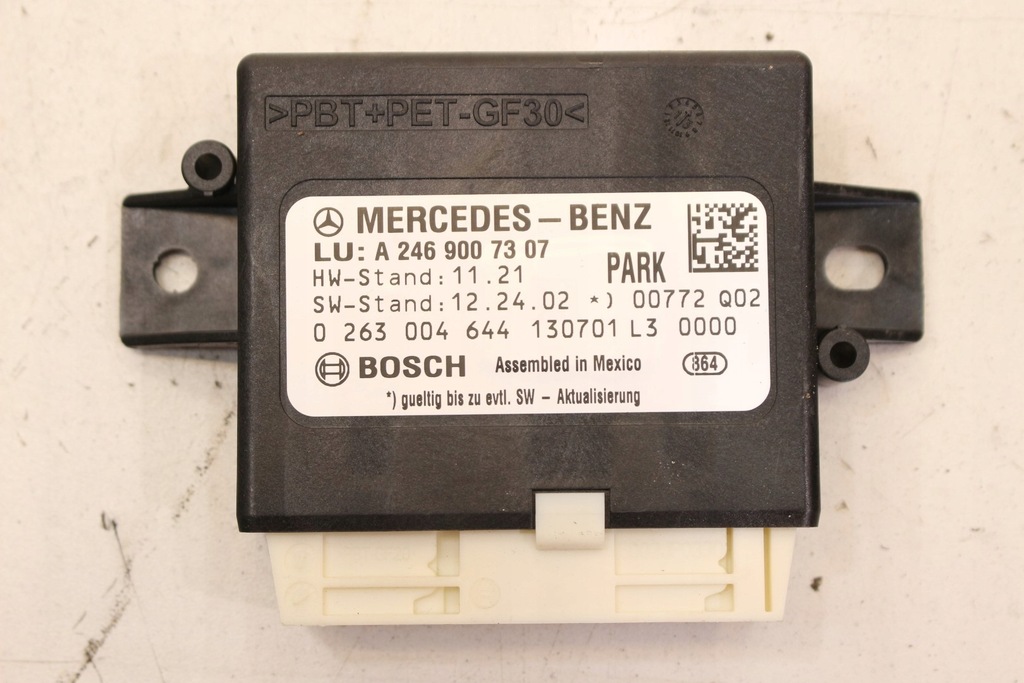 >PBT+PET-GF30<
MERCEDES-BENZ
LU: A 246 900 73 07
PARK
HW-Stand: 11.21
SW-Stand: 12.24.02 *) 00772 Q02
0 263 004 644 130701 L3 0000
BOSCH Assembled in Mexico 864
*) gueltig bis zu evtl. SW - Aktualisierung